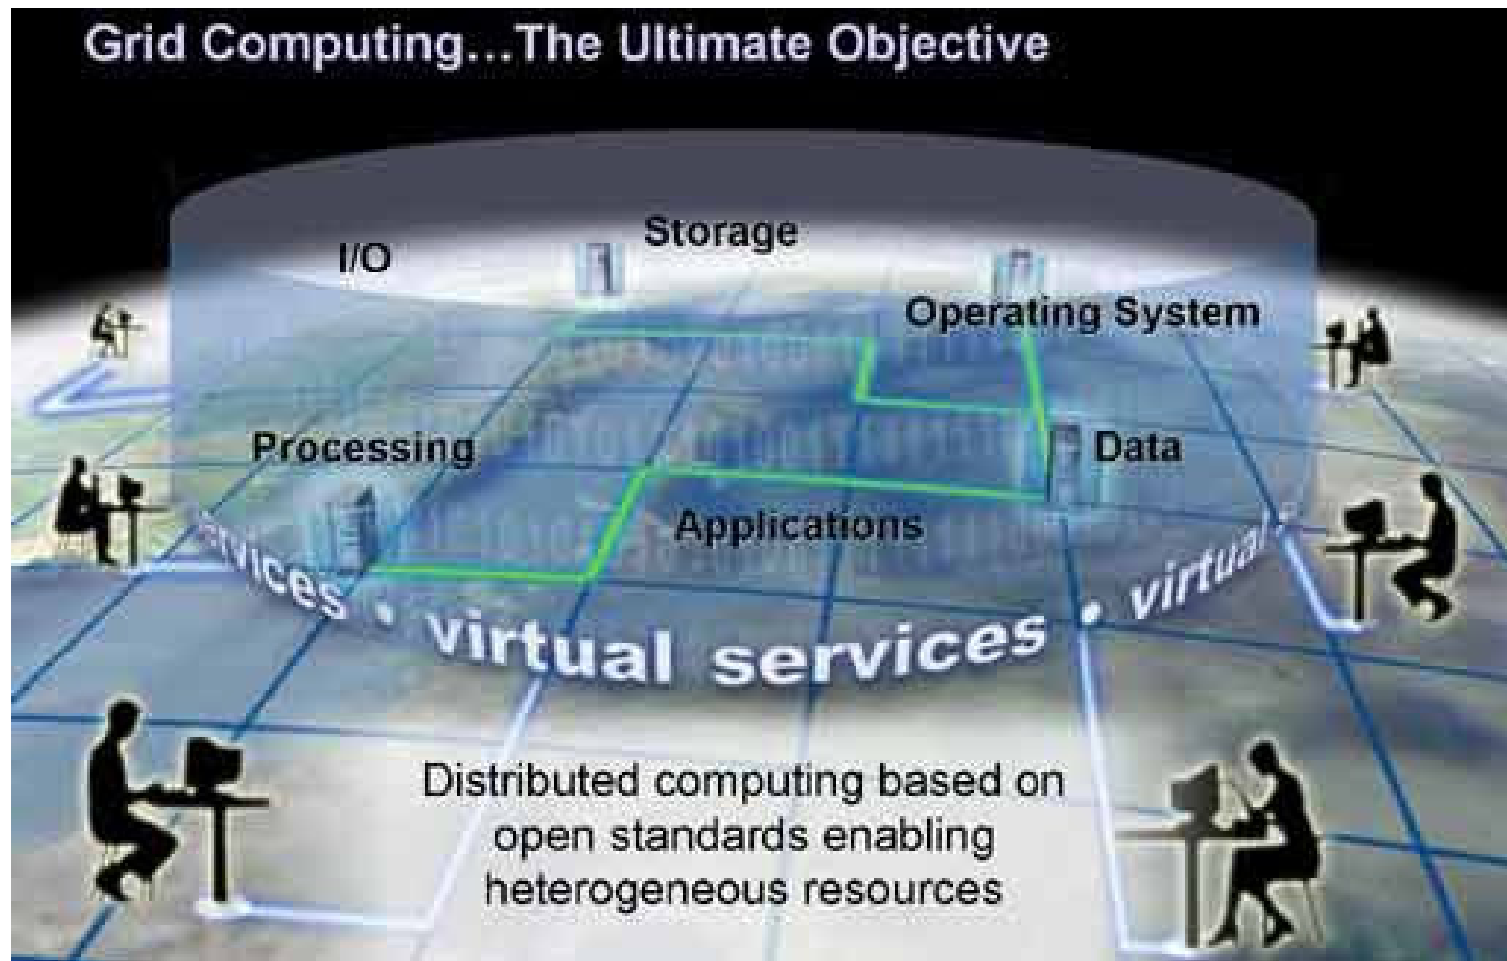 Grid Computing...The Ultimate Objective
Storage
I/O
Operating System
Processing
Data
Applications
ervices • virtual services • virtual
Distributed computing based on
open standards enabling
heterogeneous resources